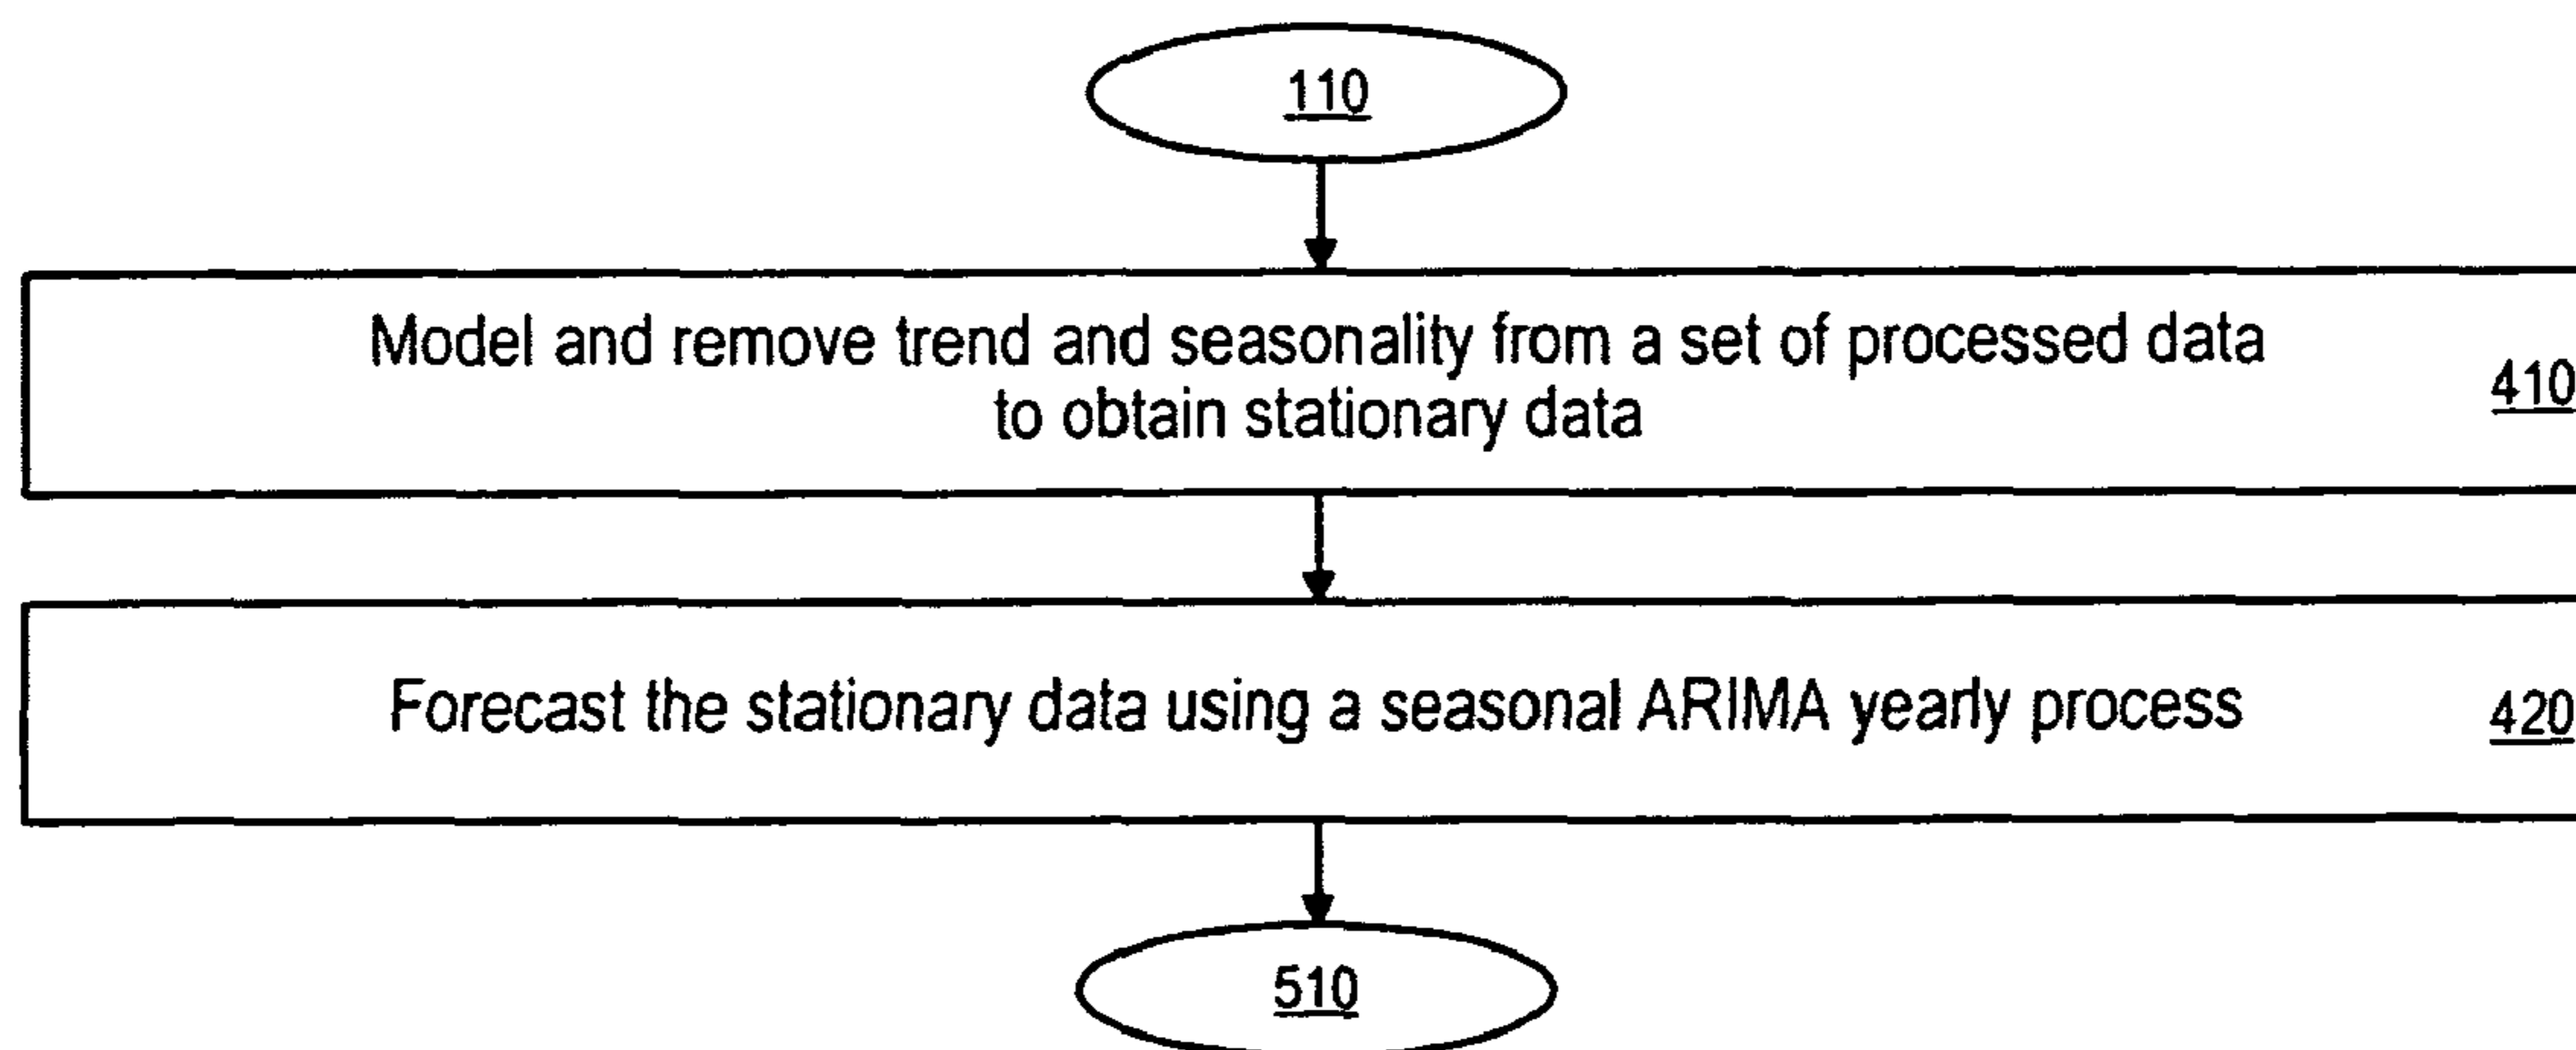 110
Model and remove trend and seasonality from a set of processed data
to obtain stationary data
410
Forecast the stationary data using a seasonal ARIMA yearly process
420
510